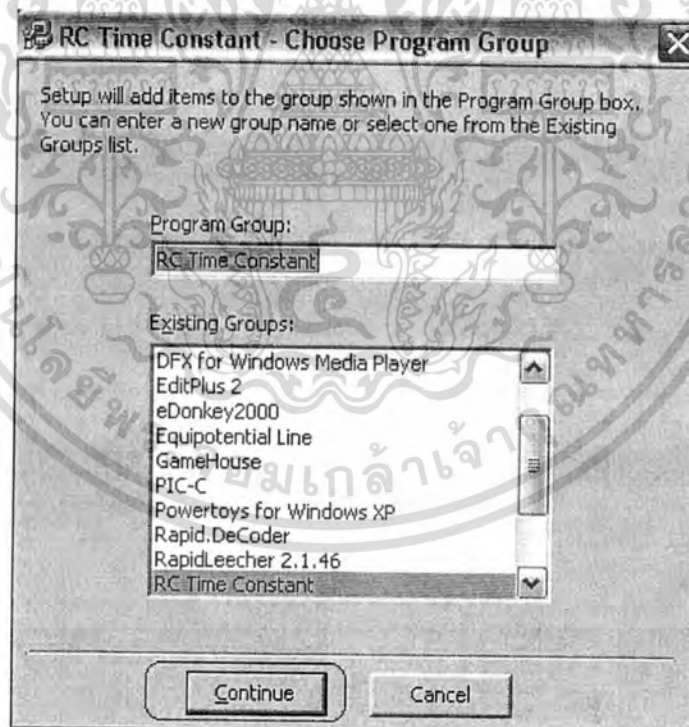 RC Time Constant - Choose Program Group
Setup will add items to the group shown in the Program Group box.
You can enter a new group name or select one from the Existing
Groups list.
Program Group:
RC Time Constant
Existing Groups:
DFX for Windows Media Player
EditPlus 2
eDonkey2000
Equipotential Line
GameHouse
PIC-C
Powertoys for Windows XP
Rapid.DeCoder
RapidLeecher 2.1.46
RC Time Constant
Continue
Cancel